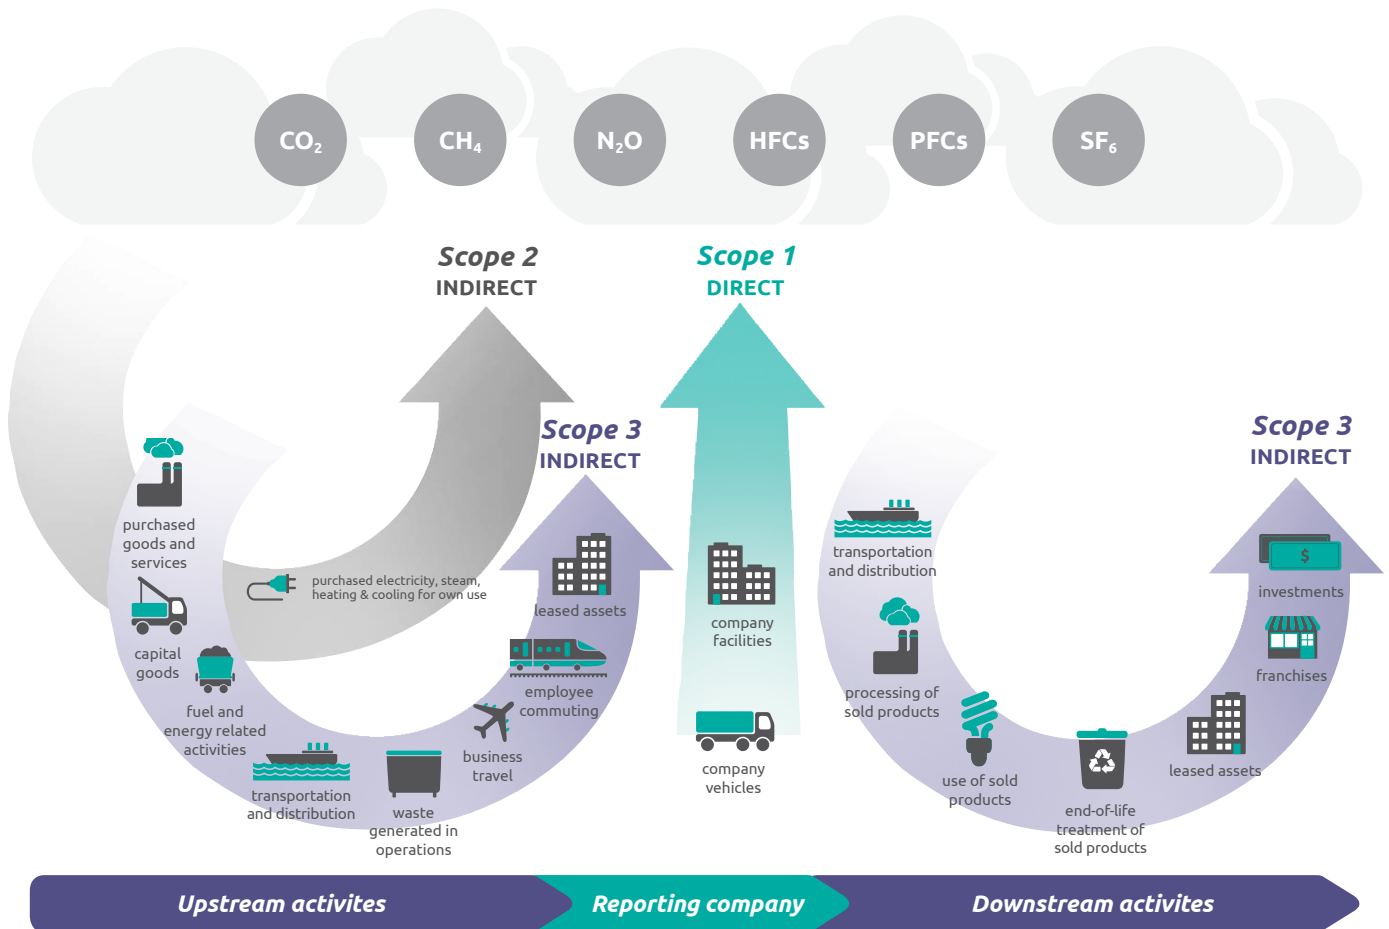 CO₂
CH₄
N₂O
HFCs
PFCs
SF₆
Scope 2
INDIRECT
Scope 1
DIRECT
Scope 3
INDIRECT
Scope 3
INDIRECT
purchased
goods and
services
capital
goods
fuel and
energy related
activities
transportation
and distribution
waste
generated in
operations
business
travel
employee
commuting
leased assets
purchased electricity, steam,
heating & cooling for own use
company
facilities
company
vehicles
transportation
and distribution
processing of
sold products
use of sold
products
end-of-life
treatment of
sold products
leased assets
franchises
$
investments
Upstream activites
Reporting company
Downstream activites